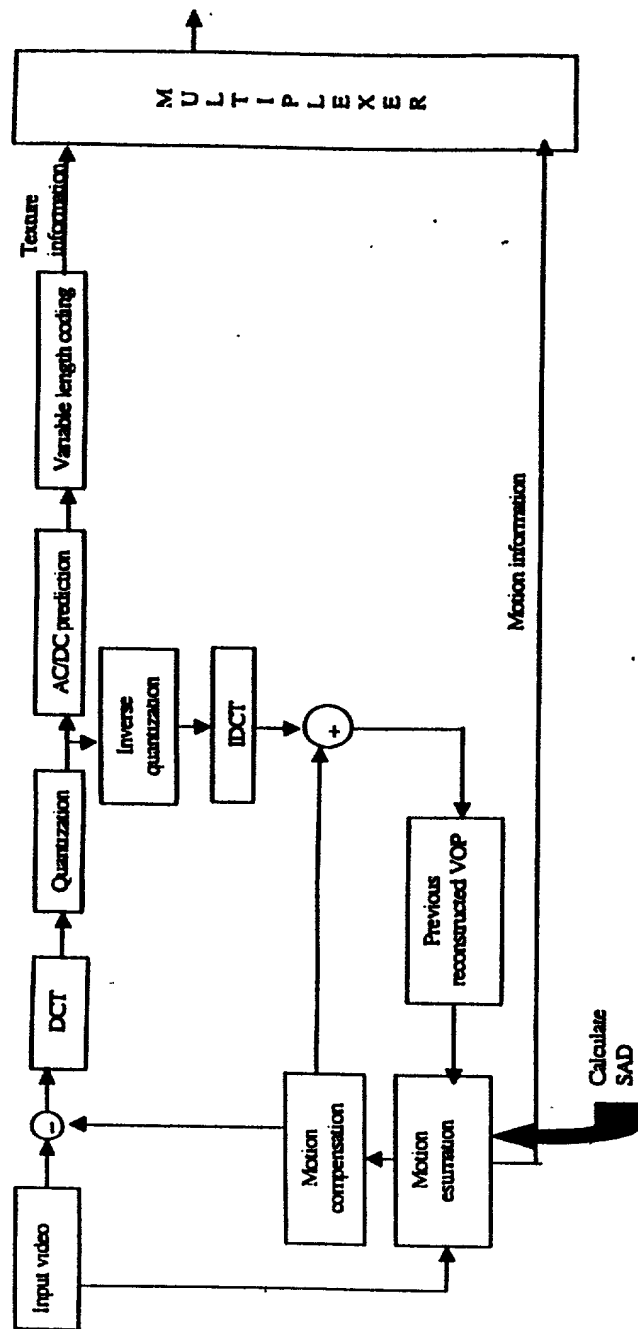 Input video
-
DCT
Quantization
AC/DC prediction
Variable length coding
Texture
information
MULTIPLEXER
Inverse
quantization
IDCT
+
Motion
compensation
Motion
estimation
Previous
reconstructed VOP
Motion information
Calculate
SAD